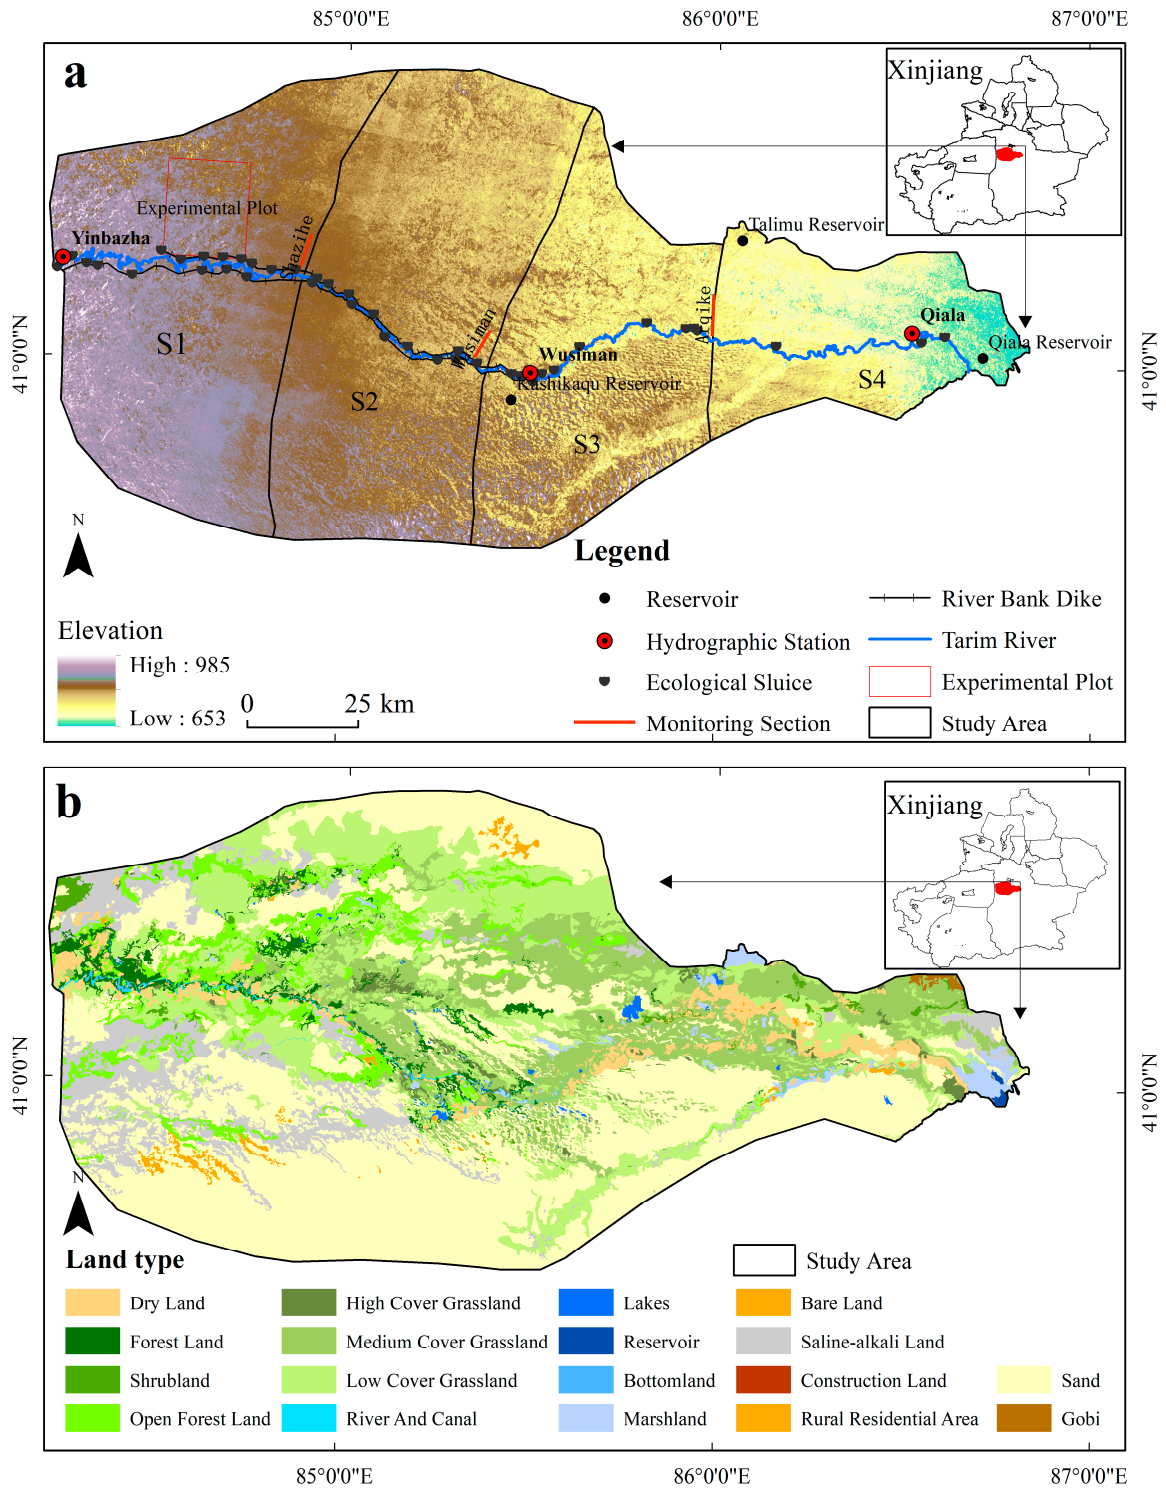 85°0'0"E
86°0'0"E
87°0'0"E
a
Xinjiang
Experimental Plot
Yinbazha
Shazihe
Talimu Reservoir
Arqike
Qiala
Qiala Reservoir
41°0'0"N
41°0'0"N
S1
Wusiman
Wusiman
Kashikaqu Reservoir
S2
S4
S3
N
Legend
Reservoir
River Bank Dike
Hydrographic Station
Tarim River
Ecological Sluice
Experimental Plot
Monitoring Section
Study Area
Elevation
High : 985
Low : 653
0 25 km
b
Xinjiang
41°0'0"N
41°0'0"N
N
Land type
Study Area
Dry Land
High Cover Grassland
Lakes
Bare Land
Forest Land
Medium Cover Grassland
Reservoir
Saline-alkali Land
Shrubland
Low Cover Grassland
Bottomland
Construction Land
Sand
Open Forest Land
River And Canal
Marshland
Rural Residential Area
Gobi
85°0'0"E
86°0'0"E
87°0'0"E